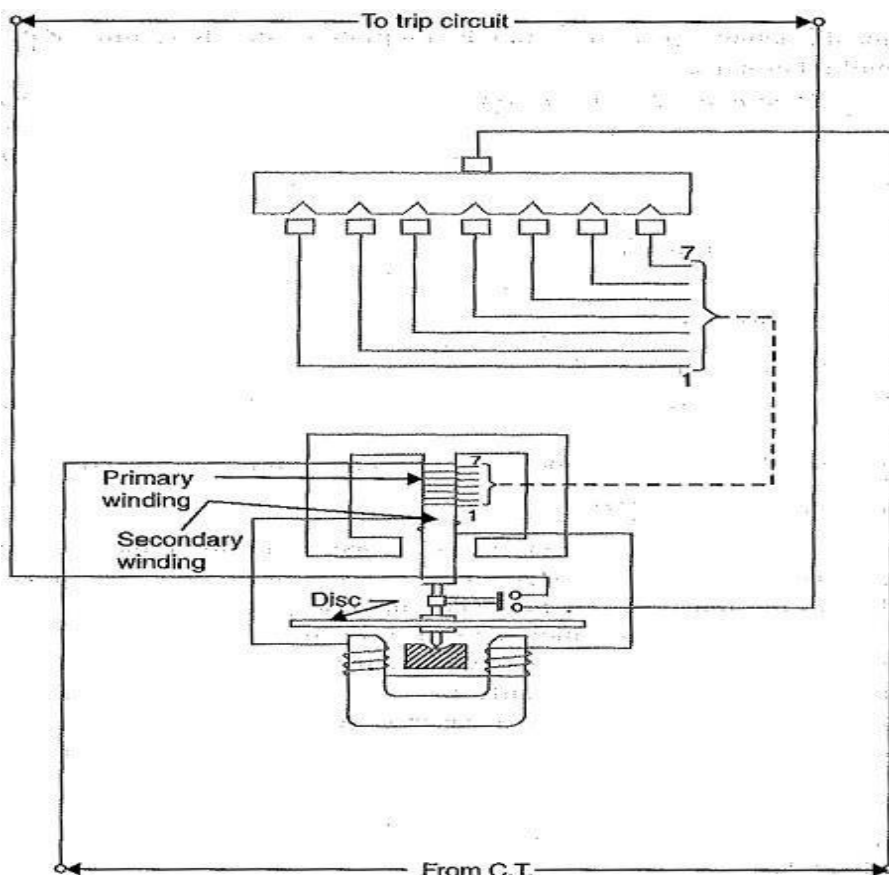 To trip circuit
7
1
Primary
winding
7
1
Secondary
winding
Disc
From C.T.